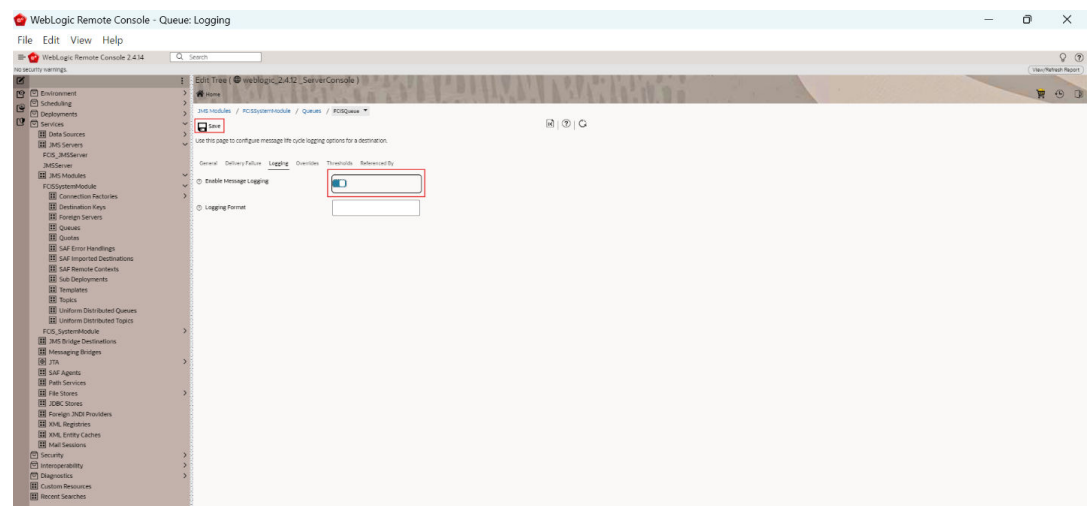 WebLogic Remote Console - Queue: Logging
File Edit View Help
WebLogic Remote Console 2.4.14
Search
No security warnings.
View/Refresh Report
Edit Tree ( weblogic_2.4.12_ServerConsole )
Home
JMS Modules / FCISSystemModule / Queues / FCISQueue
Save
Use this page to configure message life cycle logging options for a destination.
General Delivery Failure Logging Overrides Thresholds Referenced By
Enable Message Logging
Logging Format
Environment
Scheduling
Deployments
Services
Data Sources
JMS Servers
FCIS_JMSServer
JMSServer
JMS Modules
FCISSystemModule
Connection Factories
Destination Keys
Foreign Servers
Queues
Quotas
SAF Error Handlings
SAF Imported Destinations
SAF Remote Contexts
Sub Deployments
Templates
Topics
Uniform Distributed Queues
Uniform Distributed Topics
FCIS_SystemModule
JMS Bridge Destinations
Messaging Bridges
JTA
SAF Agents
Path Services
File Stores
JDBC Stores
Foreign JNDI Providers
XML Registries
XML Entity Caches
Mail Sessions
Security
Interoperability
Diagnostics
Custom Resources
Recent Searches